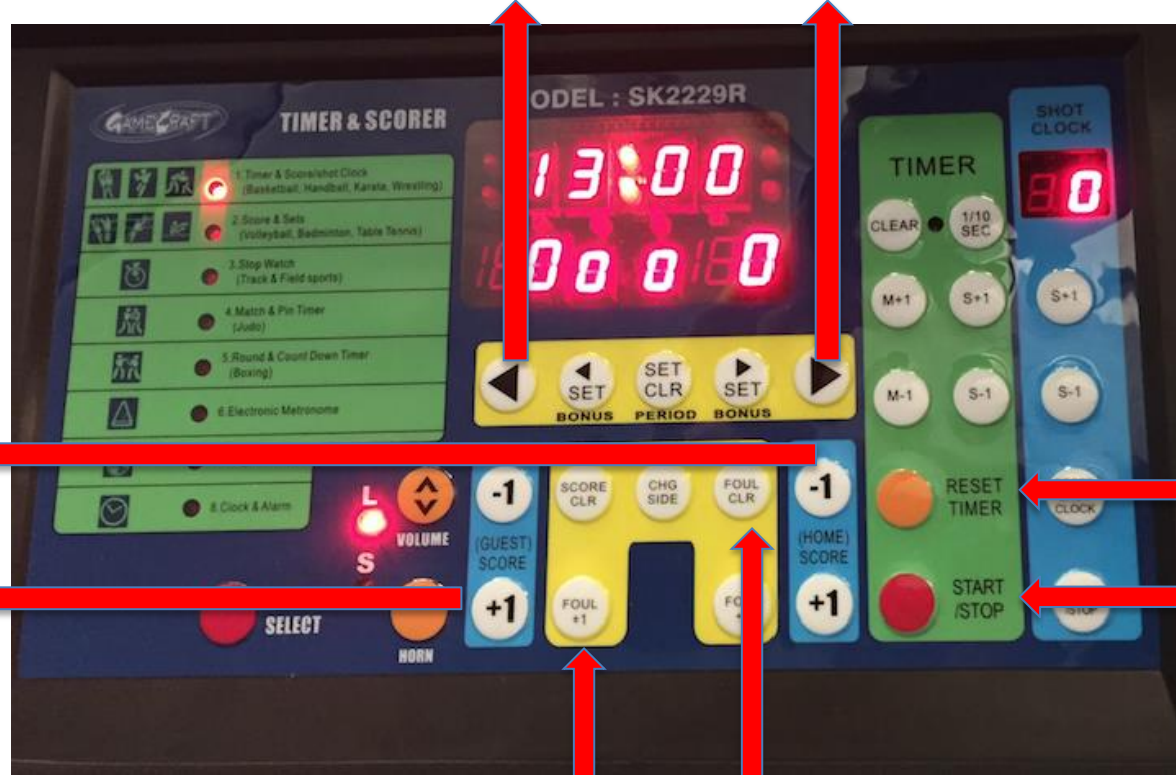 GAMECRAFT
TIMER & SCORER
ODEL : SK2229R
1.Timer & Score/shot Clock
(Basketball, Handball, Karate, Wrestling)
2.Score & Sets
(Volleyball, Badminton, Table Tennis)
3.Stop Watch
(Track & Field sports)
4.Match & Pin Timer
(Judo)
5.Round & Count Down Timer
(Boxing)
6.Electronic Metronome
8.Clock & Alarm
13:00
0 0 0 0
SET
SET
CLR
SET
BONUS
PERIOD
BONUS
L
S
VOLUME
SELECT
HORN
-1
(GUEST)
SCORE
+1
SCORE
CLR
CHG
SIDE
FOUL
CLR
FOUL
+1
-1
(HOME)
SCORE
+1
TIMER
CLEAR
1/10
SEC
M+1
S+1
M-1
S-1
RESET
TIMER
START
/STOP
SHOT
CLOCK
0
S+1
S-1
CLOCK
/STOP